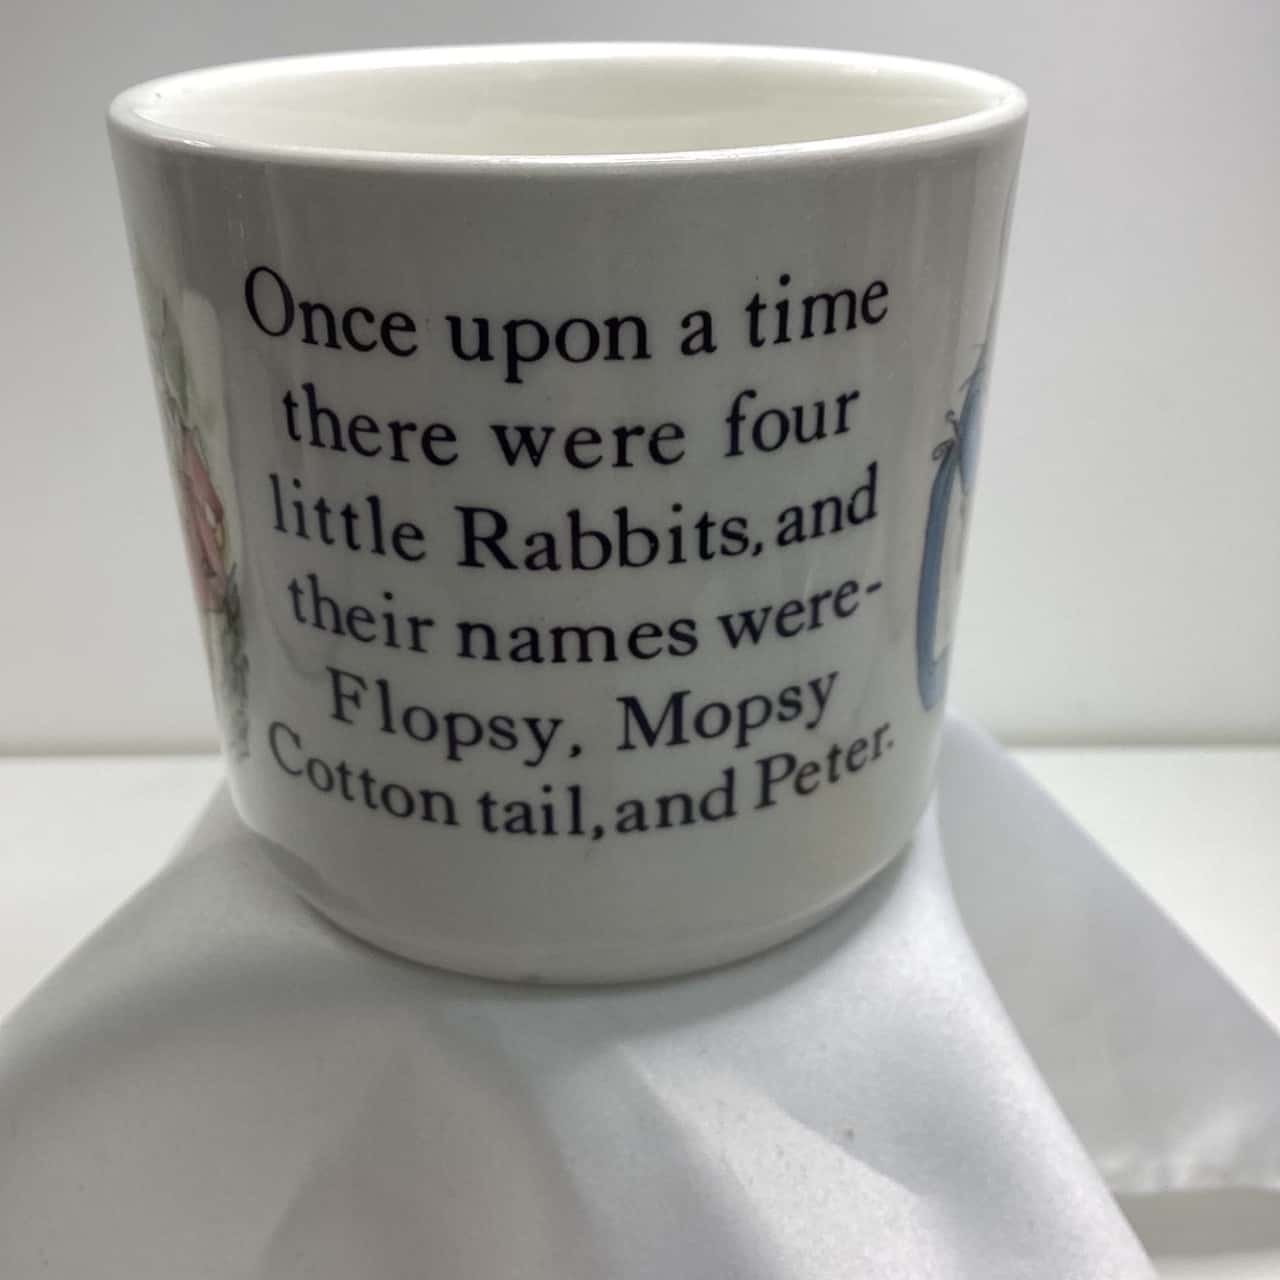 Once upon a time
there were four
little Rabbits, and
their names were-
Flopsy, Mopsy
Cotton tail, and Peter.